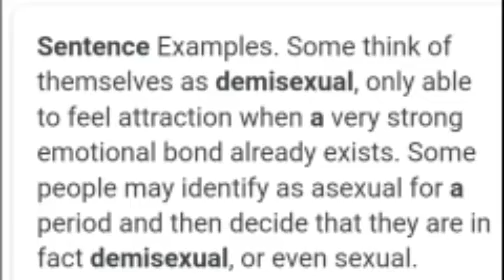 Sentence Examples. Some think of
themselves as demisexual, only able
to feel attraction when a very strong
emotional bond already exists. Some
people may identify as asexual for a
period and then decide that they are in
fact demisexual, or even sexual.